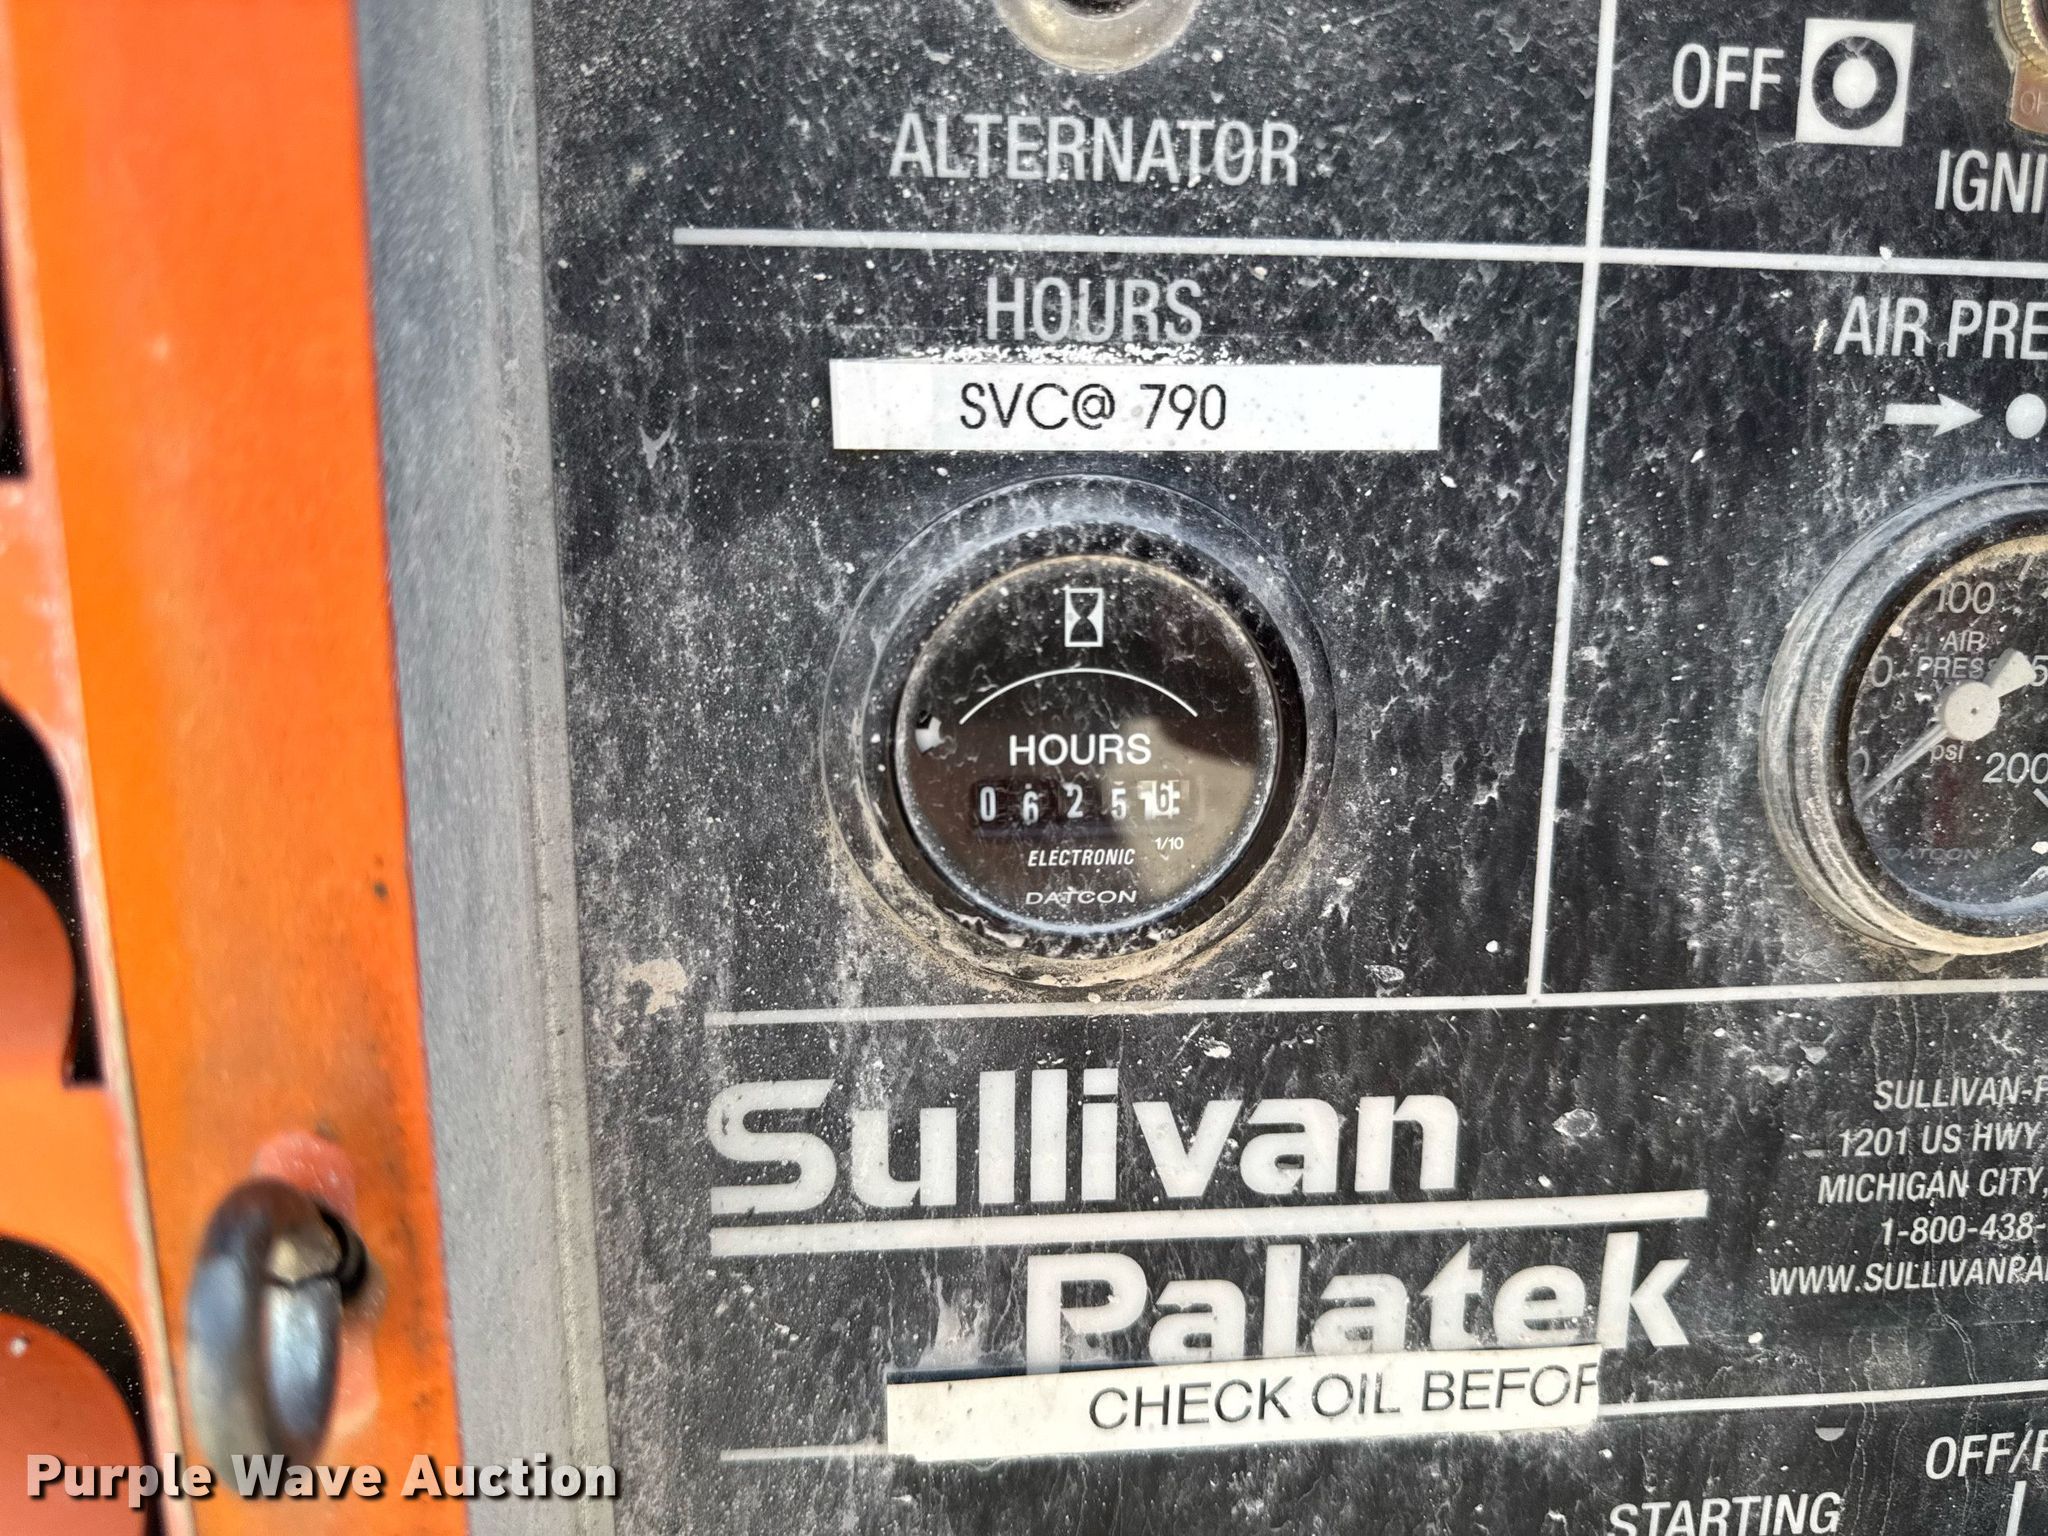 ALTERNATOR
OFF
IGNI
HOURS
SVC@ 790
AIR PRE
HOURS
0 6 2 5
1/10
ELECTRONIC
DATCON
100
AIR
PRESS
psi
200
DATCON
Sullivan
Palatek
SULLIVAN-P
1201 US HWY
MICHIGAN CITY,
1-800-438-
WWW.SULLIVANPA
CHECK OIL BEFOR
OFF/R
STARTING
Purple Wave Auction